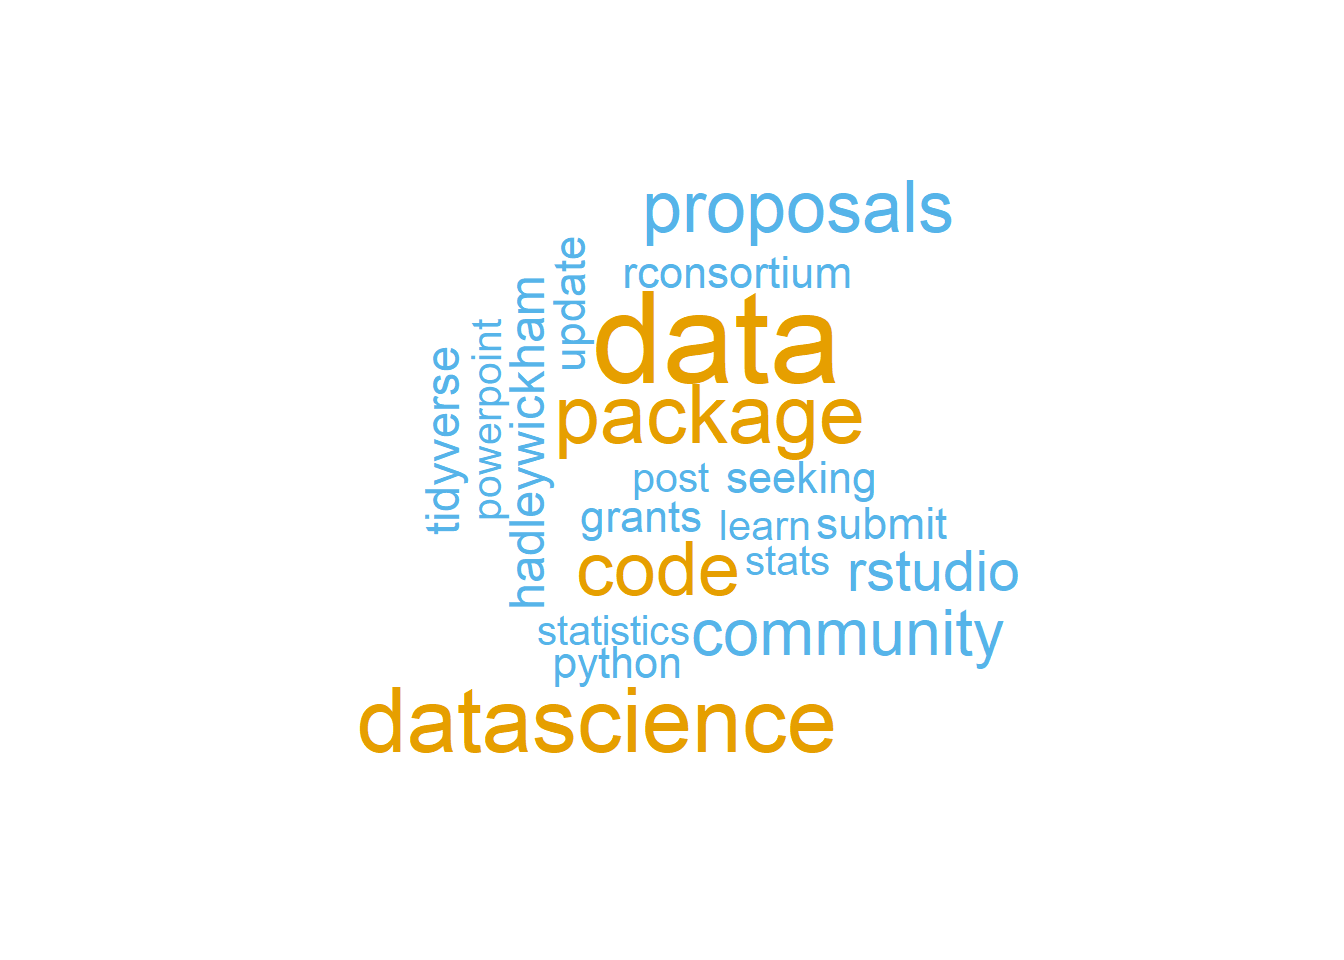 proposals
rconsortium
update
data
hadleywickham
powerpoint
tidyverse
package
post seeking
grants learn submit
code stats rstudio
statistics community
python
datascience